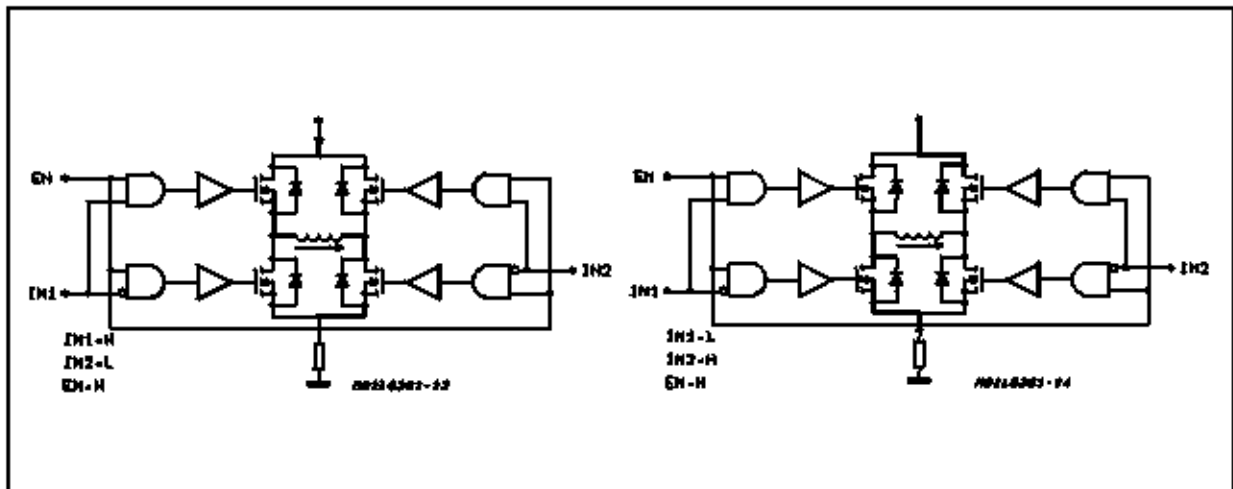 EN
IN1
IN2
IN1=H
IN2=L
EN=H
EN
IN1
IN2
IN1=L
IN2=H
EN=H